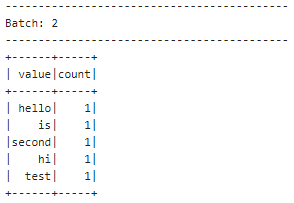 -------------------------------------------
Batch: 2
-------------------------------------------
+------+-----+
| value|count|
+------+-----+
| hello|    1|
|    is|    1|
|second|    1|
|    hi|    1|
|  test|    1|
+------+-----+